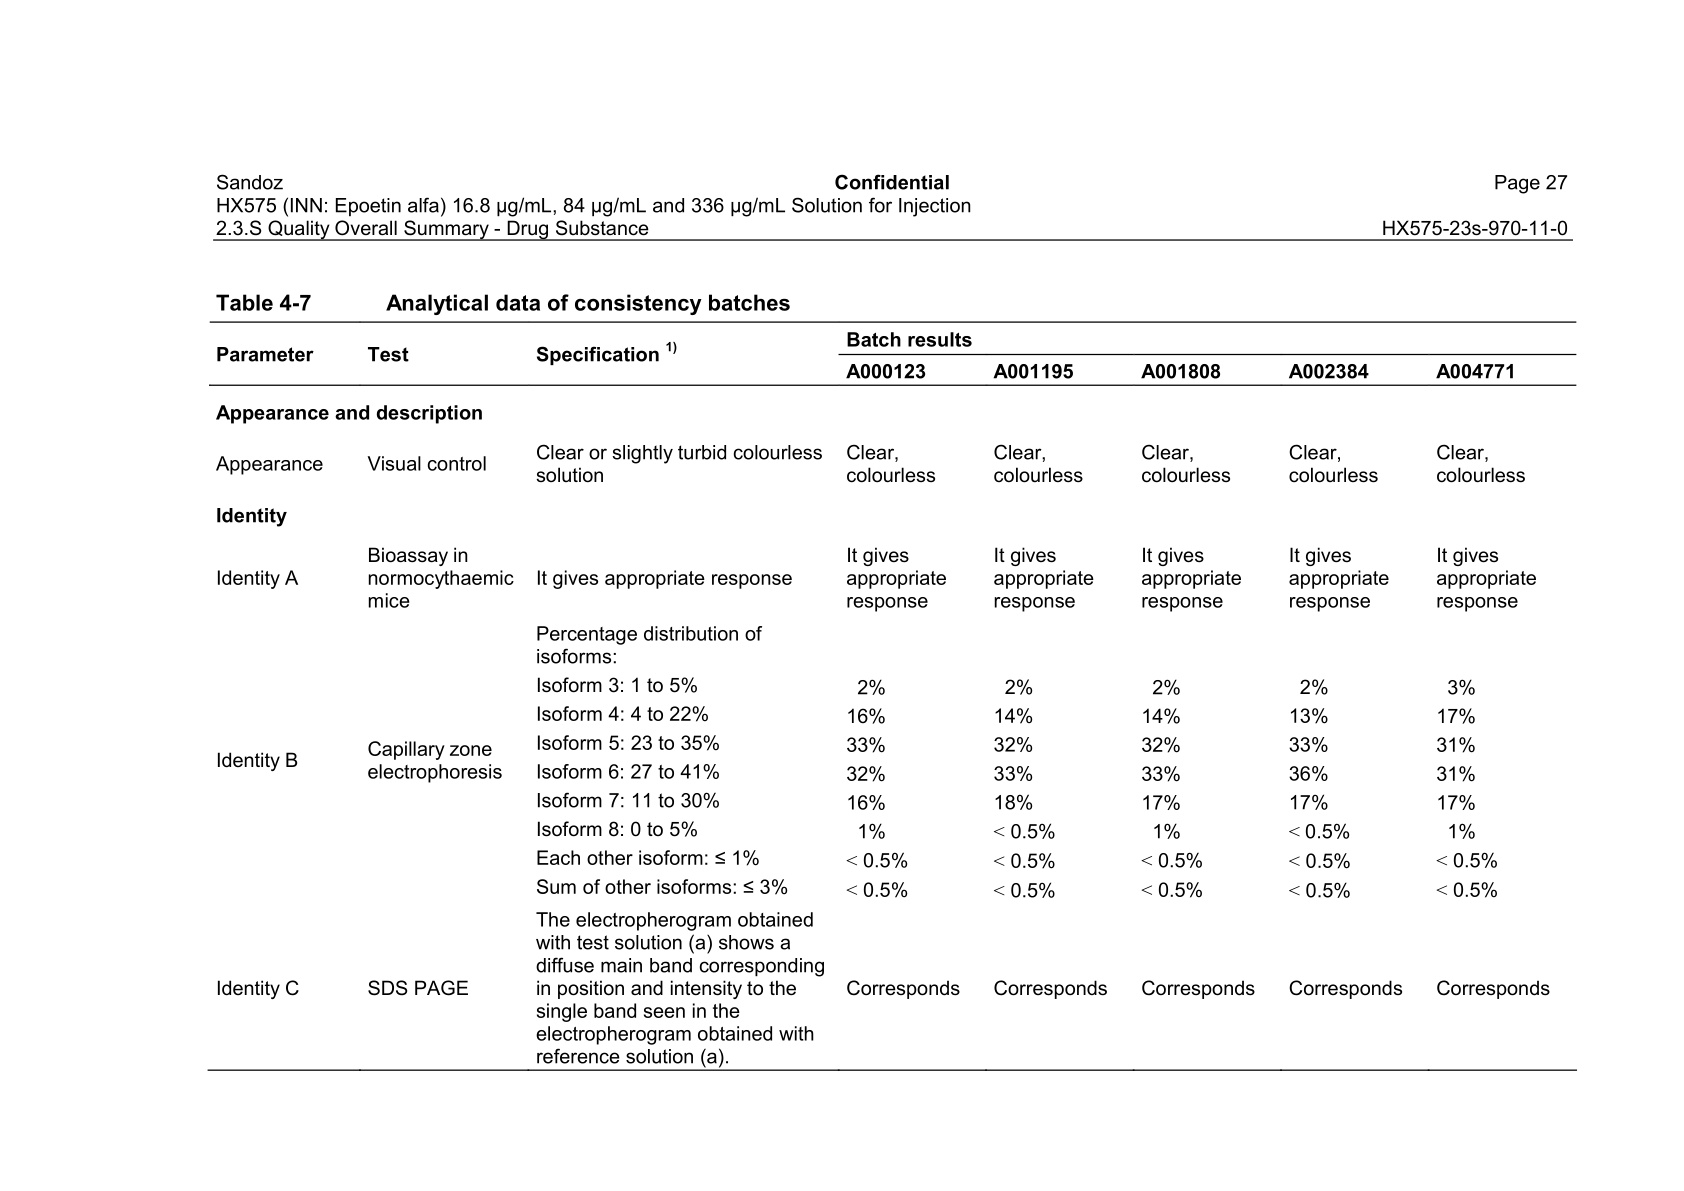 Sandoz Confidential Page 27
HX575 (INN: Epoetin alfa) 16.8 µg/mL, 84 µg/mL and 336 µg/mL Solution for Injection
2.3.S Quality Overall Summary - Drug Substance HX575-23s-970-11-0
Table 4-7 Analytical data of consistency batches
Parameter Test Specification 1) Batch results
A000123 A001195 A001808 A002384 A004771
Appearance and description
Appearance Visual control Clear or slightly turbid colourless Clear, Clear, Clear, Clear, Clear,
solution colourless colourless colourless colourless colourless
Identity
Bioassay in It gives It gives It gives It gives It gives
Identity A normocythaemic It gives appropriate response appropriate appropriate appropriate appropriate appropriate
mice response response response response response
Percentage distribution of
isoforms:
Isoform 3: 1 to 5% 2% 2% 2% 2% 3%
Isoform 4: 4 to 22% 16% 14% 14% 13% 17%
Isoform 5: 23 to 35% 33% 32% 32% 33% 31%
Identity B Capillary zone
electrophoresis Isoform 6: 27 to 41% 32% 33% 33% 36% 31%
Isoform 7: 11 to 30% 16% 18% 17% 17% 17%
Isoform 8: 0 to 5% 1% < 0.5% 1% < 0.5% 1%
Each other isoform: ≤ 1% < 0.5% < 0.5% < 0.5% < 0.5% < 0.5%
Sum of other isoforms: ≤ 3% < 0.5% < 0.5% < 0.5% < 0.5% < 0.5%
The electropherogram obtained
with test solution (a) shows a
diffuse main band corresponding
Identity C SDS PAGE in position and intensity to the Corresponds Corresponds Corresponds Corresponds Corresponds
single band seen in the
electropherogram obtained with
reference solution (a).